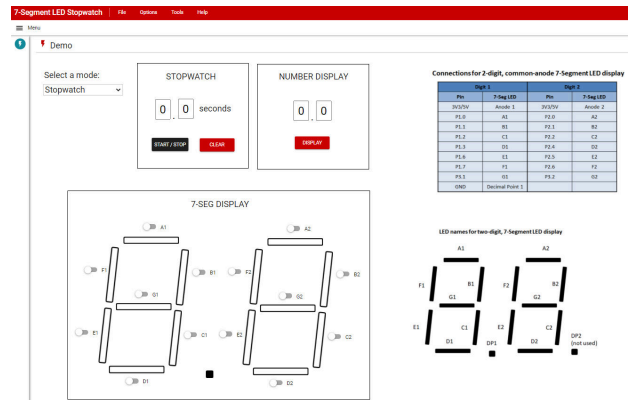 7-Segment LED Stopwatch File Options Tools Help
Menu
Demo
Select a mode:
Stopwatch
STOPWATCH
0 . 0 seconds
START / STOP CLEAR
NUMBER DISPLAY
0 . 0
DISPLAY
Connections for 2-digit, common-anode 7-Segment LED display
Digit 1 Digit 2
Pin 7-Seg LED Pin 7-Seg LED
3V3/5V Anode 1 3V3/5V Anode 2
P1.0 A1 P2.0 A2
P1.1 B1 P2.1 B2
P1.2 C1 P2.2 C2
P1.3 D1 P2.4 D2
P1.6 E1 P2.5 E2
P1.7 F1 P2.6 F2
P3.1 G1 P3.2 G2
GND Decimal Point 1
7-SEG DISPLAY
A1 A2
F1 B1 F2 B2
G1 G2
E1 C1 E2 C2
D1 D2
LED names for two-digit, 7-Segment LED display
A1 A2
F1 B1 F2 B2
G1 G2
E1 C1 E2 C2
D1 DP1 D2 DP2
(not used)